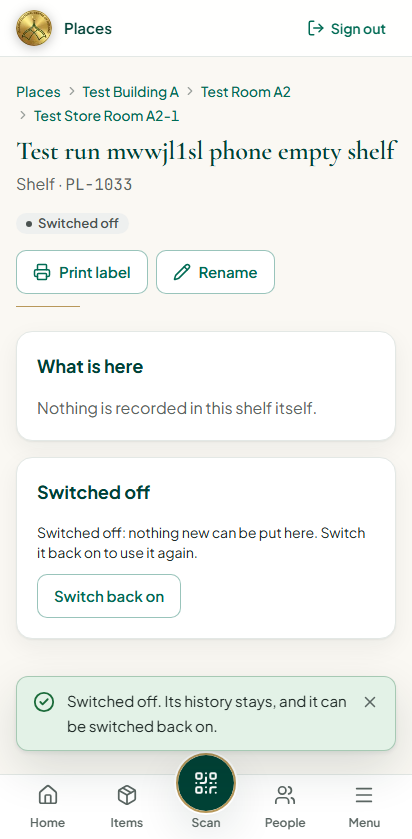 Places
Sign out
Places > Test Building A > Test Room A2
> Test Store Room A2-1
Test run mwwjl1sl phone empty shelf
Shelf · PL-1033
Switched off
Print label
Rename
What is here
Nothing is recorded in this shelf itself.
Switched off
Switched off: nothing new can be put here. Switch
it back on to use it again.
Switch back on
Switched off. Its history stays, and it can
be switched back on.
Home
Items
Scan
People
Menu